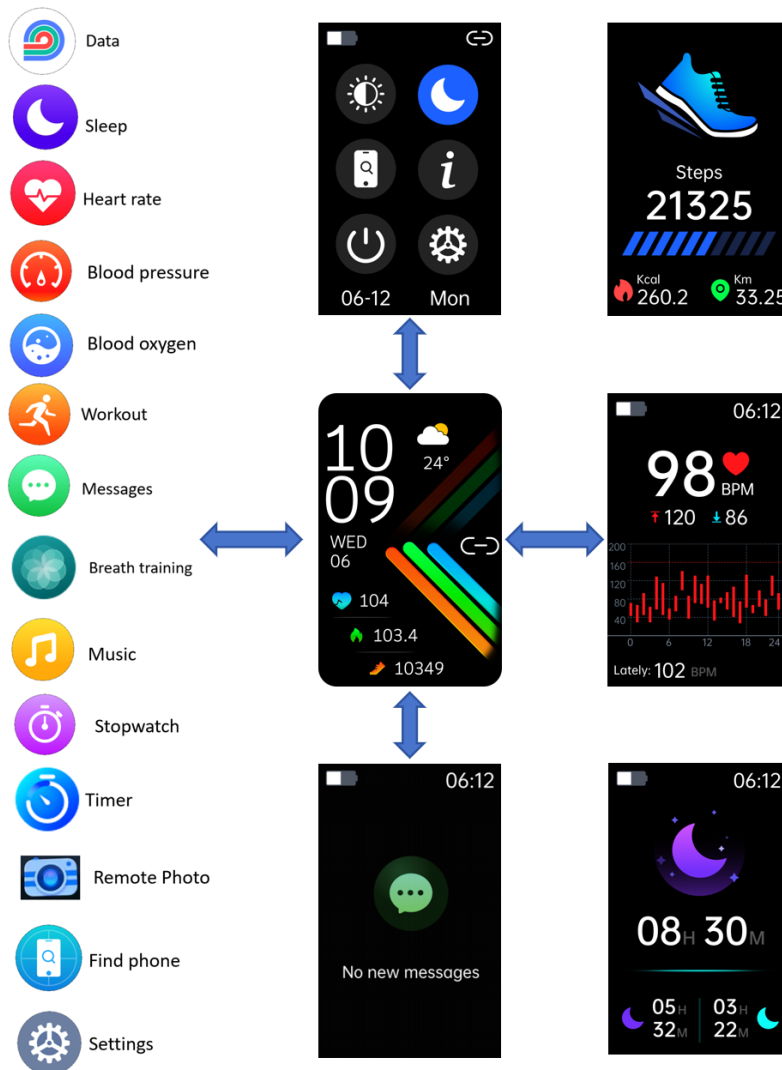 Data
Sleep
Heart rate
Blood pressure
Blood oxygen
Workout
Messages
Breath training
Music
Stopwatch
Timer
Remote Photo
Find phone
Settings
i
06-12 Mon
10
09
24°
WED
06
104
103.4
10349
06:12
No new messages
Steps
21325
Kcal
260.2
Km
33.25
06:12
98
BPM
120 86
200
160
120
80
40
0 6 12 18 24
Lately: 102 BPM
06:12
08H 30M
05H 03H
32M 22M